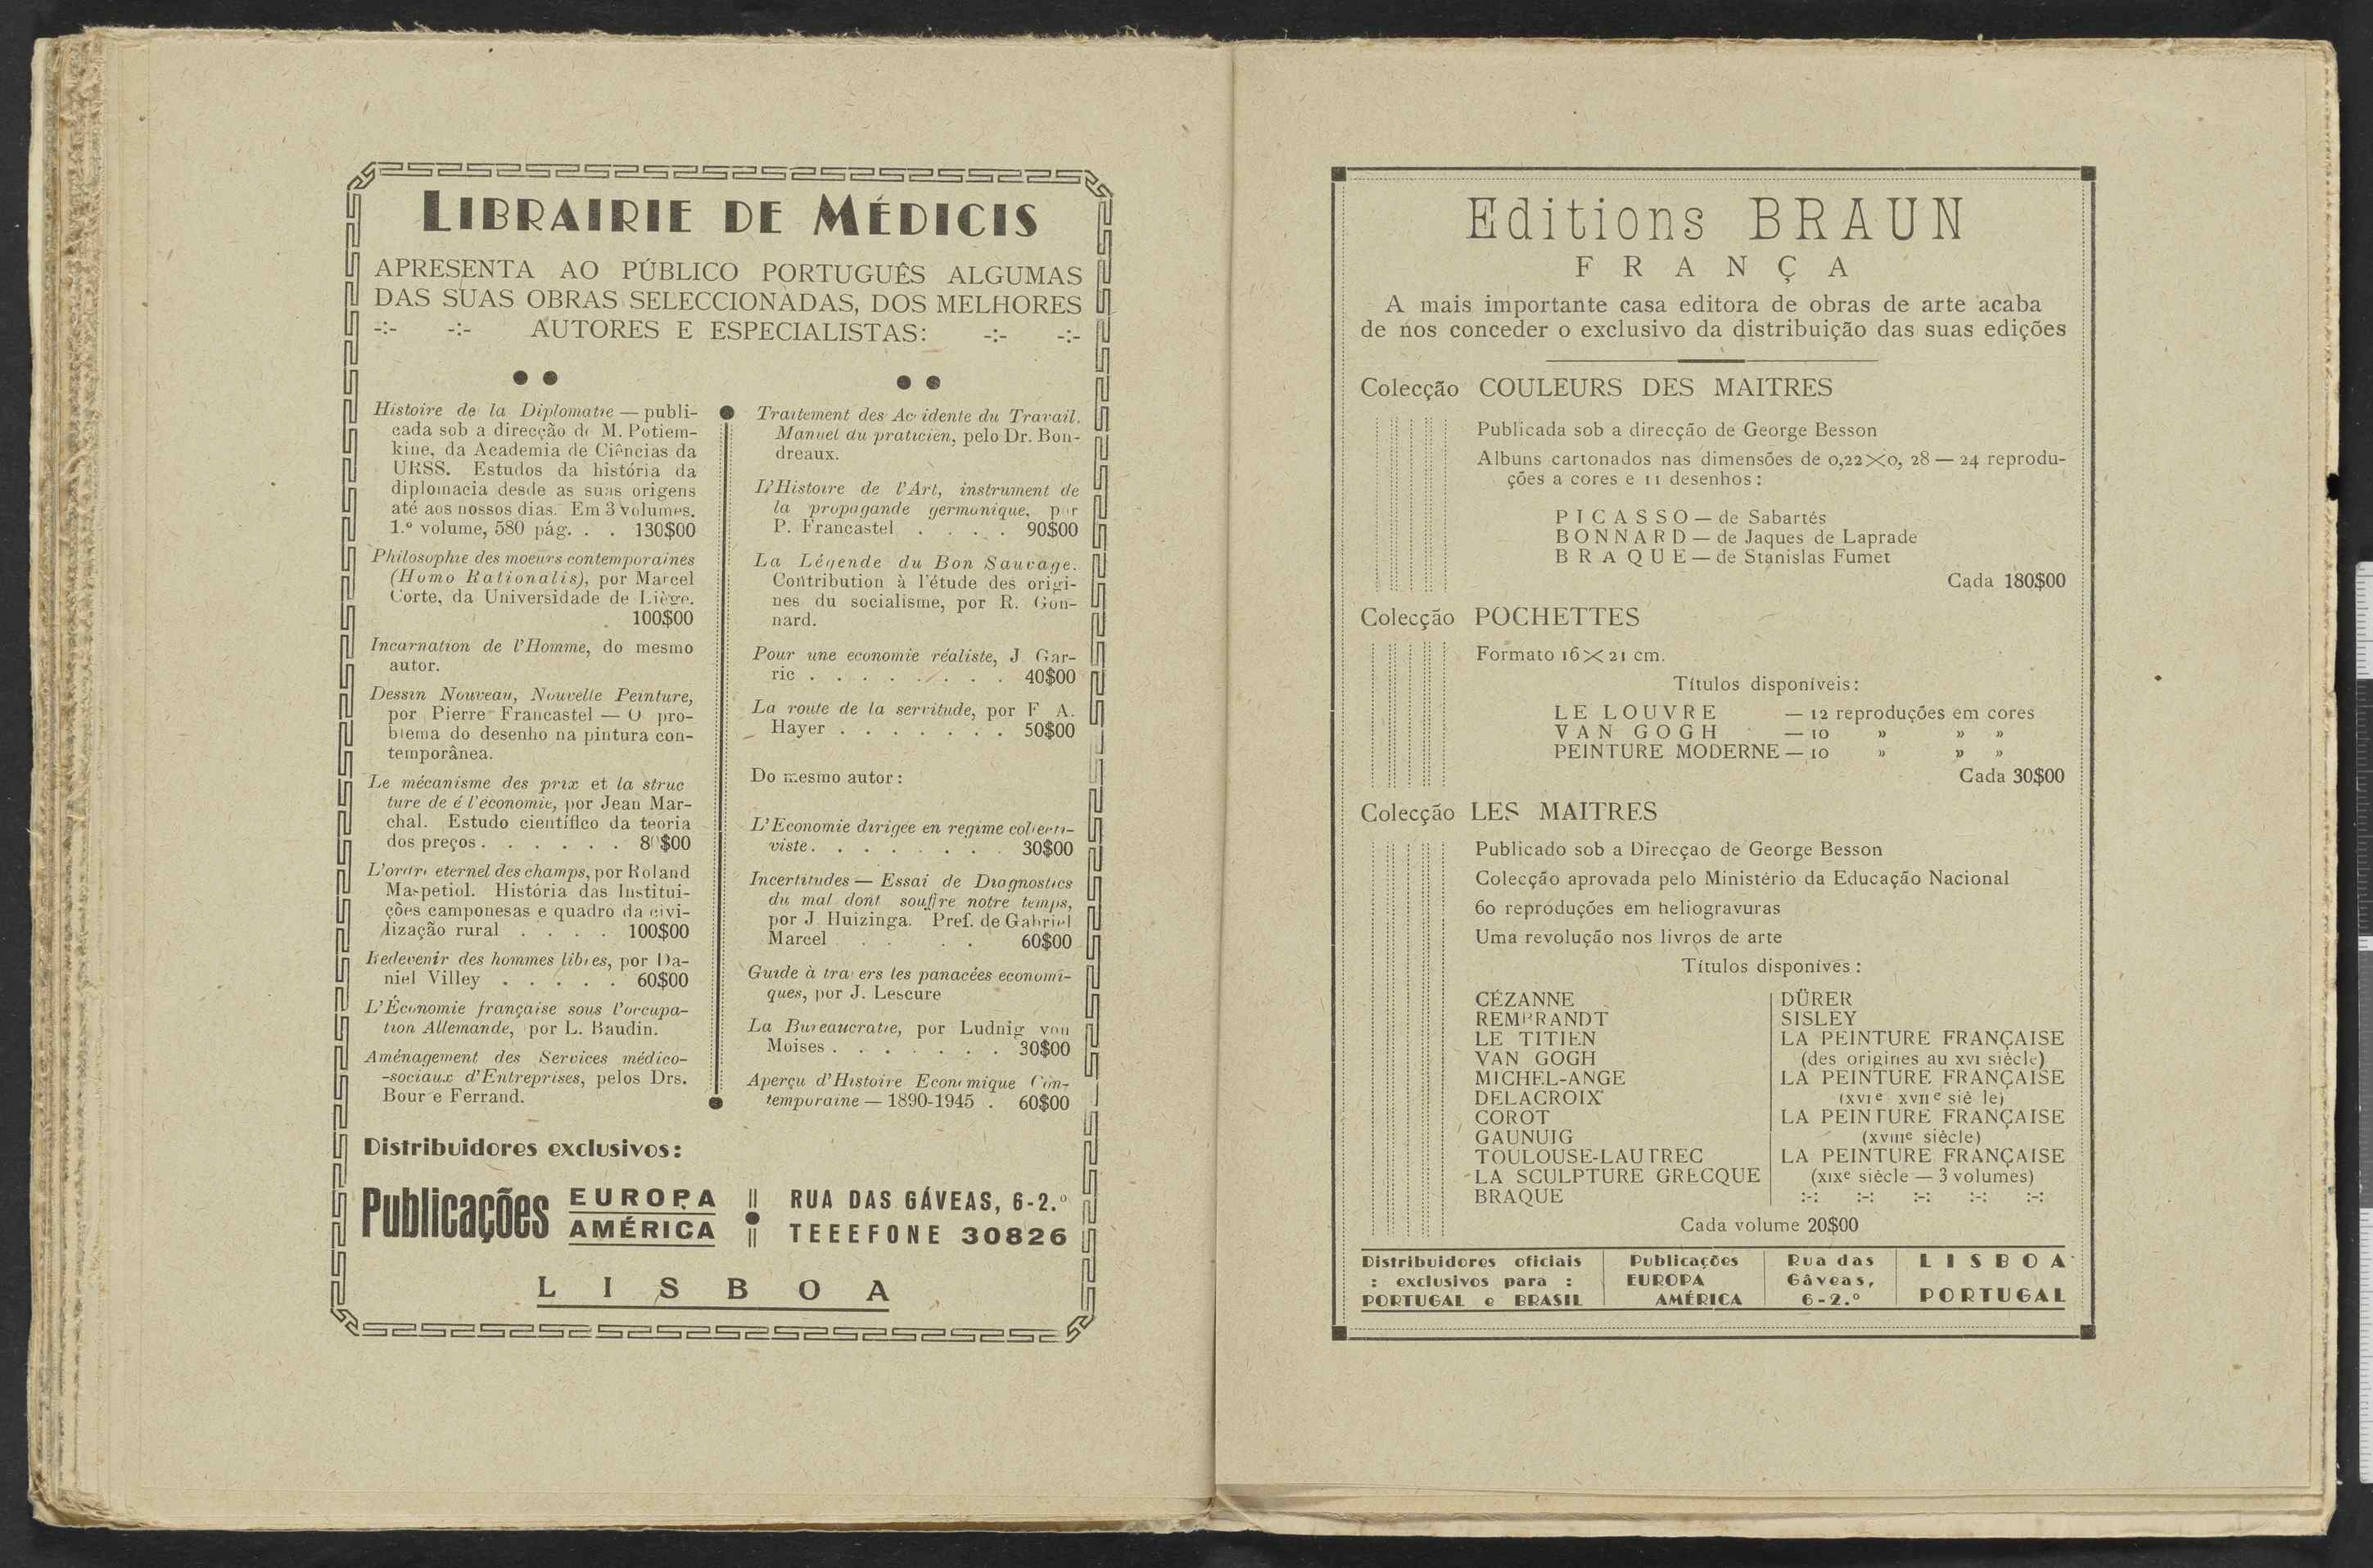 LIBRAIRIE DE MÉDICIS
APRESENTA AO PÚBLICO PORTUGUÊS ALGUMAS
DAS SUAS OBRAS SELECCIONADAS, DOS MELHORES
-:- -:- AUTORES E ESPECIALISTAS: -:- -:-
Histoire de la Diplomatie — publi-
cada sob a direcção de M. Potiem-
kine, da Academia de Ciências da
URSS. Estudos da história da
diplomacia desde as suas origens
até aos nossos dias. Em 3 volumes.
1.º volume, 580 pág. . . 130$00
Philosophie des moeurs contemporaines
(Homo Rationalis), por Marcel
Corte, da Universidade de Liège.
100$00
Incarnation de l'Homme, do mesmo
autor.
Dessin Nouveau, Nouvelle Peinture,
por Pierre Francastel — O pro-
blema do desenho na pintura con-
temporânea.
Le mécanisme des prix et la struc
ture de é l'économie, por Jean Mar-
chal. Estudo científico da teoria
dos preços . . . . . . 80$00
L'ordre eternel des champs, por Roland
Maspetiol. História das Institui-
ções camponesas e quadro da civi-
lização rural . . . . 100$00
Redevenir des hommes libres, por Da-
niel Villey . . . . . 60$00
L'Économie française sous l'occupa-
tion Allemande, por L. Baudin.
Aménagement des Services médico-
-sociaux d'Entreprises, pelos Drs.
Bour e Ferrand.
Traitement des Accidente du Travail.
Manuel du praticien, pelo Dr. Bon-
dreaux.
L'Histoire de l'Art, instrument de
la propagande germanique, por
P. Francastel . . . . 90$00
La Légende du Bon Sauvage.
Contribution à l'étude des origi-
nes du socialisme, por R. Gon-
nard.
Pour une economie réaliste, J. Gar-
ric . . . . . . . . 40$00
La route de la servitude, por F. A.
Hayer . . . . . . . 50$00
Do mesmo autor:
L'Economie dirigée en regime collecti-
viste . . . . . . . . 30$00
Incertitudes — Essai de Diagnostics
du mal dont souffre notre temps,
por J. Huizinga. Pref. de Gabriel
Marcel . . . . 60$00
Guide à travers les panacées economi-
ques, por J. Lescure
La Bureaucratie, por Ludnig von
Moises . . . . . . . 30$00
Aperçu d'Histoire Economique Con-
temporaine — 1890-1945 . 60$00
Distribuidores exclusivos:
Publicações EUROPA AMÉRICA
RUA DAS GÁVEAS, 6-2.º
TEEEFONE 30826
LISBOA
Editions BRAUN
FRANÇA
A mais importante casa editora de obras de arte acaba
de nos conceder o exclusivo da distribuição das suas edições
Colecção COULEURS DES MAITRES
Publicada sob a direcção de George Besson
Albuns cartonados nas dimensões de 0,22×0, 28 — 24 reprodu-
ções a cores e 11 desenhos:
PICASSO — de Sabartés
BONNARD — de Jaques de Laprade
BRAQUE — de Stanislas Fumet
Cada 180$00
Colecção POCHETTES
Formato 16×21 cm.
Títulos disponíveis:
LE LOUVRE — 12 reproduções em cores
VAN GOGH — 10 » » »
PEINTURE MODERNE — 10 » » »
Cada 30$00
Colecção LES MAITRES
Publicado sob a Direcçao de George Besson
Colecção aprovada pelo Ministério da Educação Nacional
60 reproduções em heliogravuras
Uma revolução nos livros de arte
Títulos disponíves:
CÉZANNE
REMBRANDT
LE TITIEN
VAN GOGH
MICHEL-ANGE
DELACROIX
COROT
GAUNUIG
TOULOUSE-LAUTREC
LA SCULPTURE GRECQUE
BRAQUE
DÜRER
SISLEY
LA PEINTURE FRANÇAISE
(des origines au XVI siècle)
LA PEINTURE FRANÇAISE
(XVIe XVIIe siècle)
LA PEINTURE FRANÇAISE
(XVIIIe siècle)
LA PEINTURE FRANÇAISE
(XIXe siècle — 3 volumes)
:-: :-: :-: :-: :-:
Cada volume 20$00
Distribuidores oficiais
: exclusivos para :
PORTUGAL e BRASIL
Publicações
EUROPA
AMÉRICA
Rua das
Gâveas,
6-2.º
LISBOA
PORTUGAL